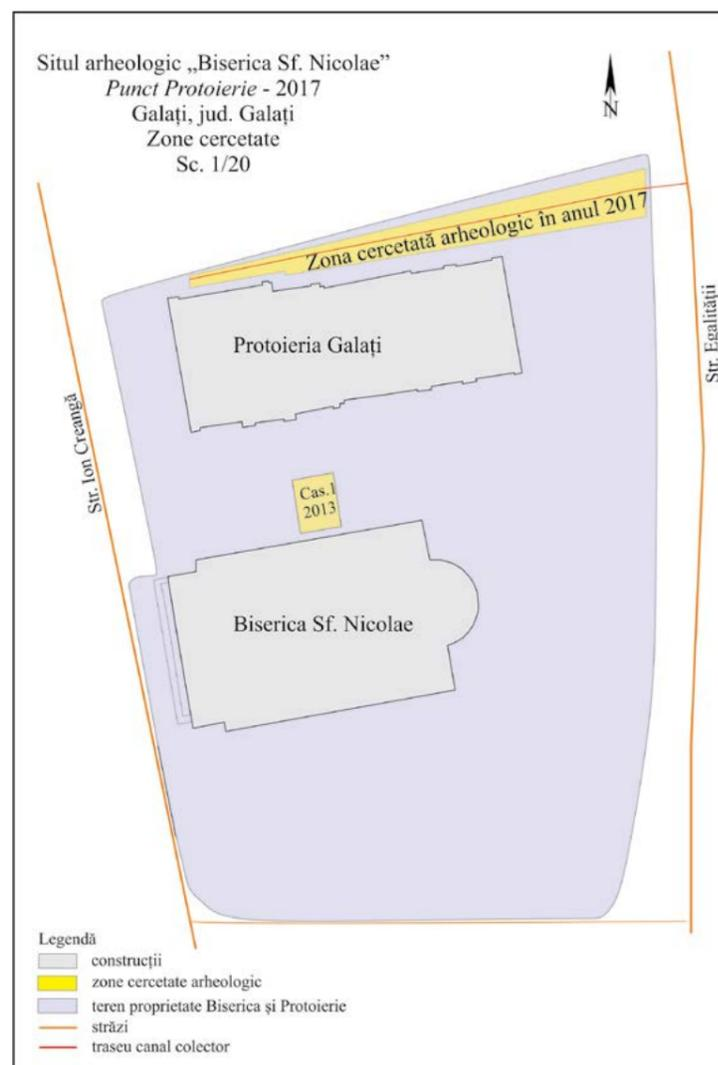 Situl arheologic „Biserica Sf. Nicolae”
Punct Protoierie - 2017
Galați, jud. Galați
Zone cercetate
Sc. 1/20
N
Zona cercetată arheologic în anul 2017
Protoieria Galați
Str. Egalității
Str. Ion Creangă
Cas.1
2013
Biserica Sf. Nicolae
Legendă
construcții
zone cercetate arheologic
teren proprietate Biserica și Protoierie
străzi
traseu canal colector